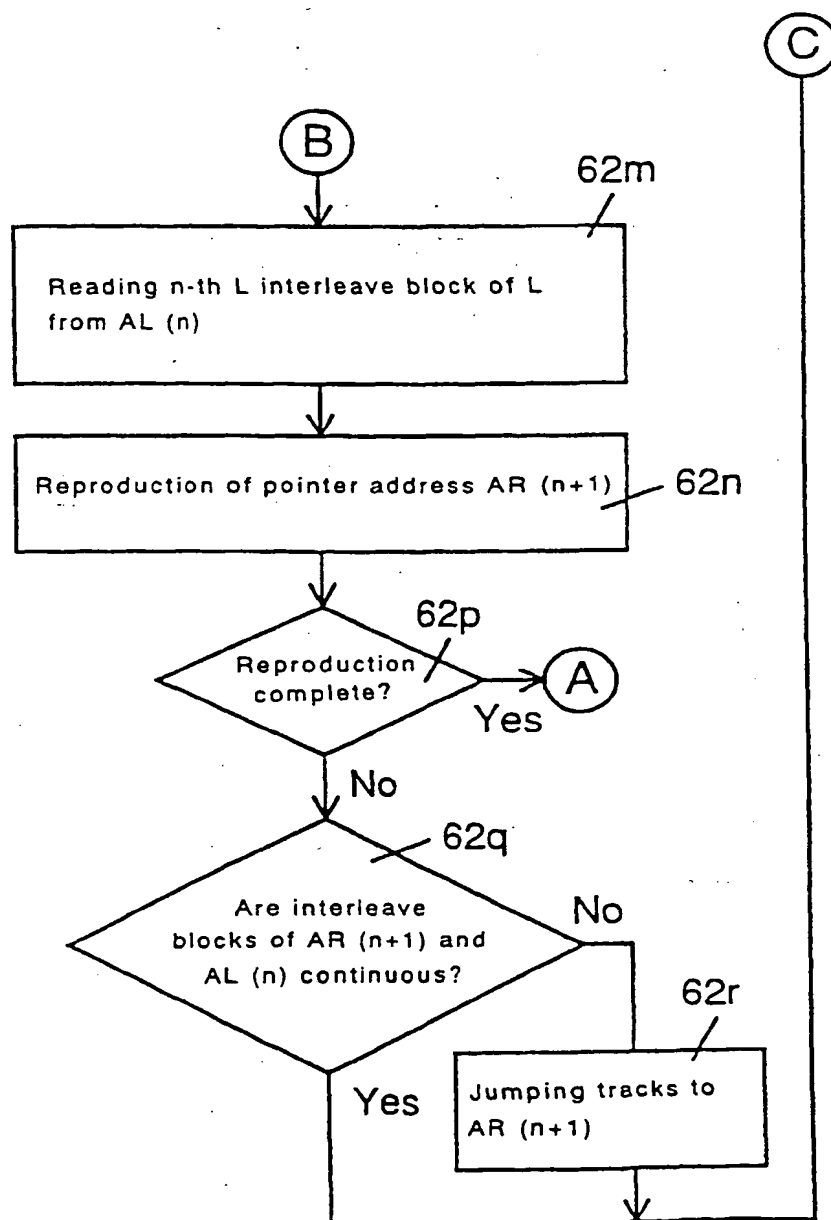 C
B
62m
Reading n-th L interleave block of L
from AL (n)
Reproduction of pointer address AR (n+1)
62n
62p
Reproduction
complete?
A
Yes
No
62q
Are interleave
blocks of AR (n+1) and
AL (n) continuous?
No
62r
Yes
Jumping tracks to
AR (n+1)